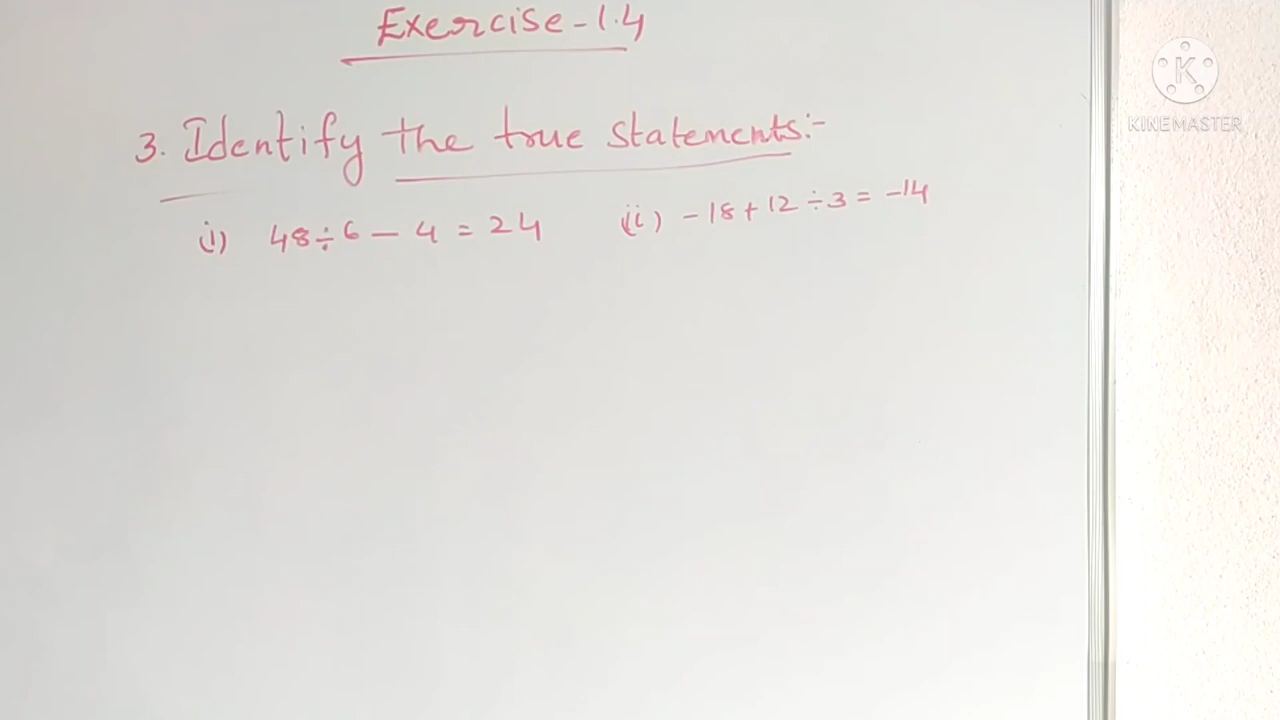 Exercise-1.4
3. Identify the true statements:-
(i) 48÷6-4=24 (ii) -18+12÷3=-14
K
KINEMASTER